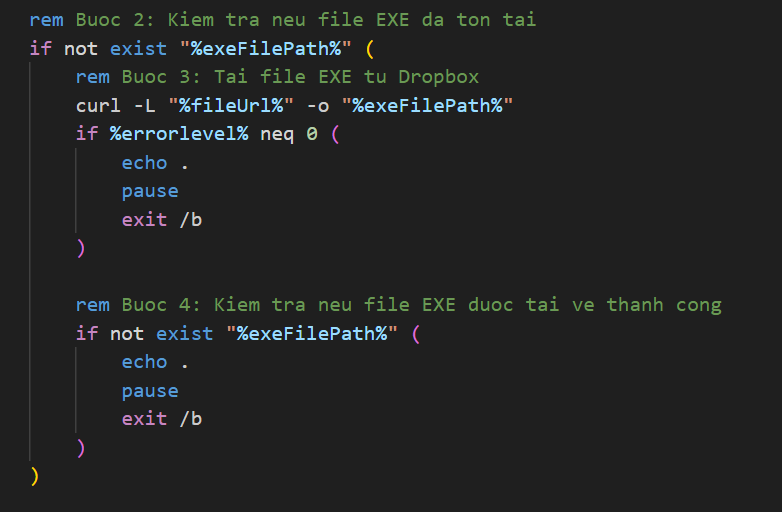 rem Buoc 2: Kiem tra neu file EXE da ton tai
if not exist "%exeFilePath%" (
rem Buoc 3: Tai file EXE tu Dropbox
curl -L "%fileUrl%" -o "%exeFilePath%"
if %errorlevel% neq 0 (
echo .
pause
exit /b
)
rem Buoc 4: Kiem tra neu file EXE duoc tai ve thanh cong
if not exist "%exeFilePath%" (
echo .
pause
exit /b
)
)